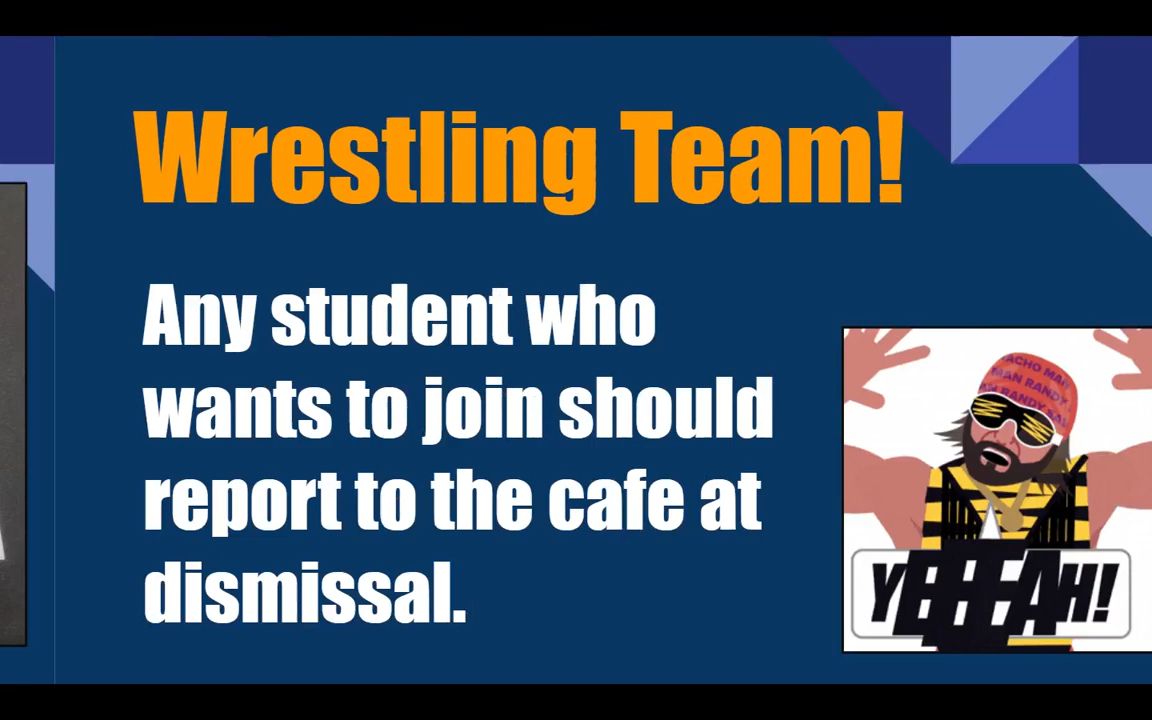 Wrestling Team!
Any student who
wants to join should
report to the cafe at
dismissal.
ACHO MAN
MAN RANDY
RANDY
YEEEAH!